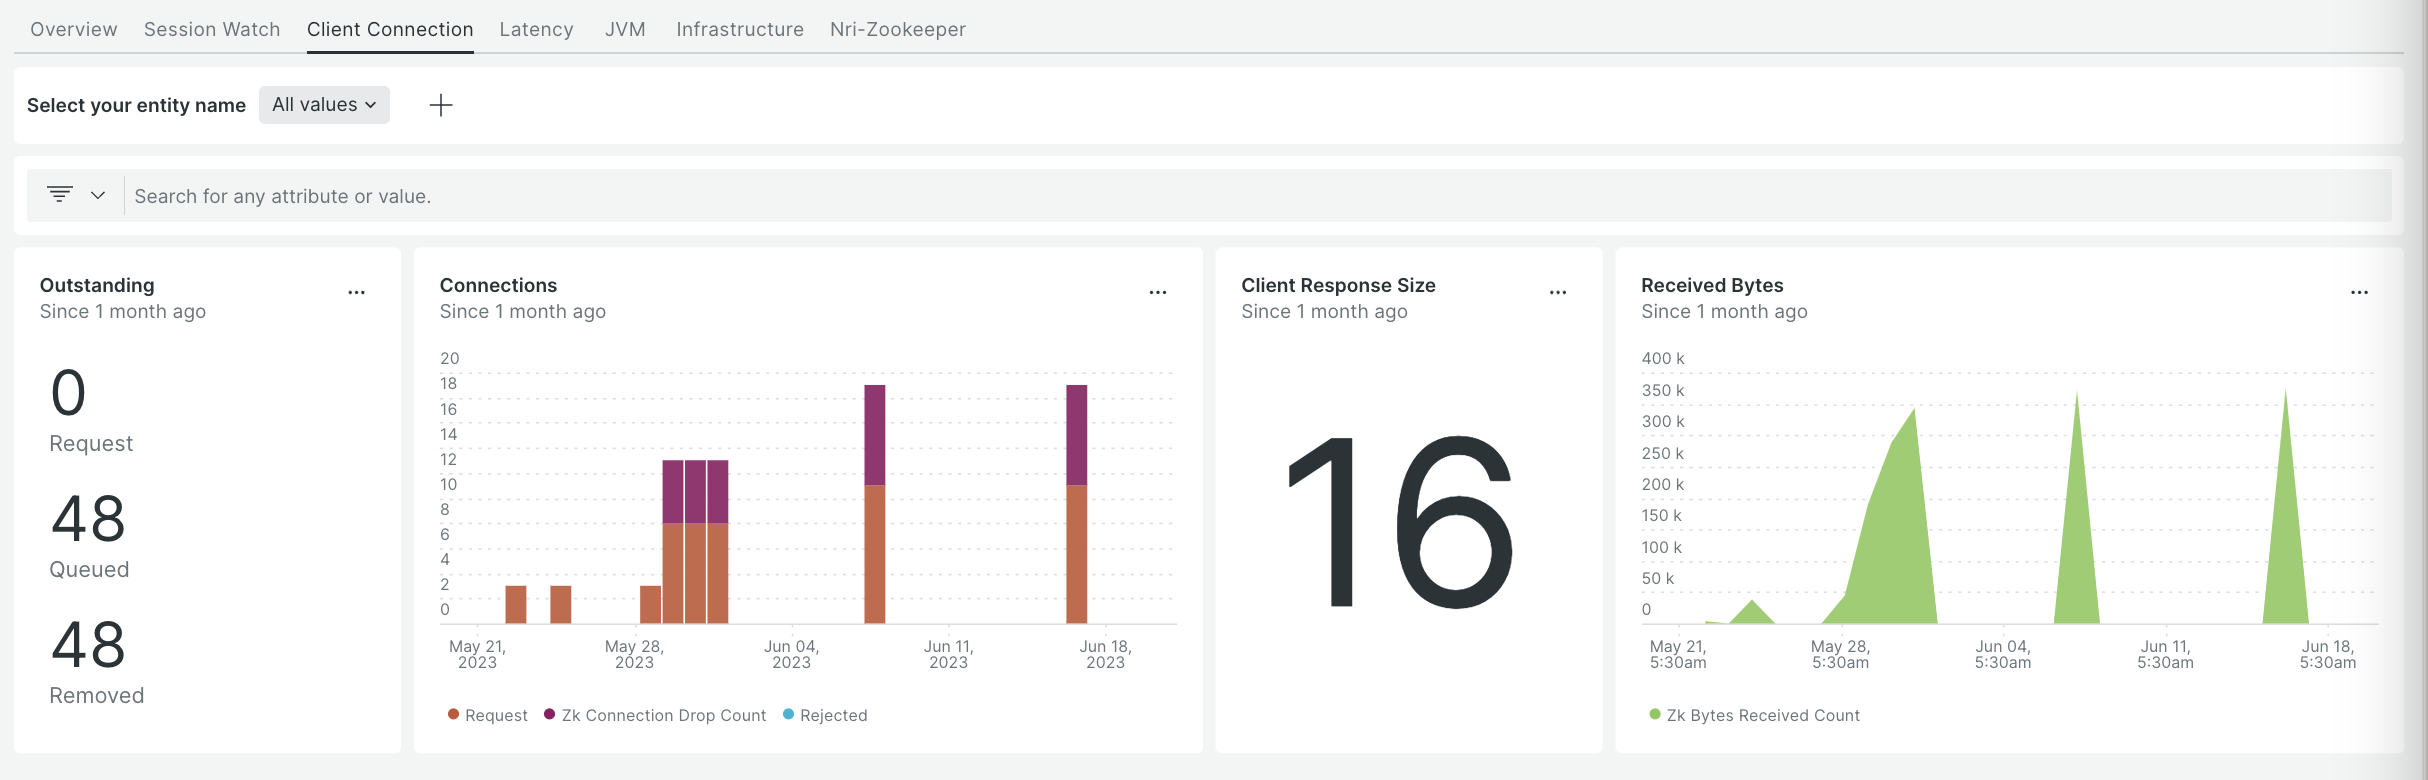 Overview Session Watch Client Connection Latency JVM Infrastructure Nri-Zookeeper
Select your entity name All values
Search for any attribute or value.
Outstanding
Since 1 month ago
0
Request
48
Queued
48
Removed
Connections
Since 1 month ago
20
18
16
14
12
10
8
6
4
2
0
May 21, May 28, Jun 04, Jun 11, Jun 18,
2023 2023 2023 2023 2023
Request Zk Connection Drop Count Rejected
Client Response Size
Since 1 month ago
16
Received Bytes
Since 1 month ago
400 k
350 k
300 k
250 k
200 k
150 k
100 k
50 k
0
May 21, May 28, Jun 04, Jun 11, Jun 18,
5:30am 5:30am 5:30am 5:30am 5:30am
Zk Bytes Received Count